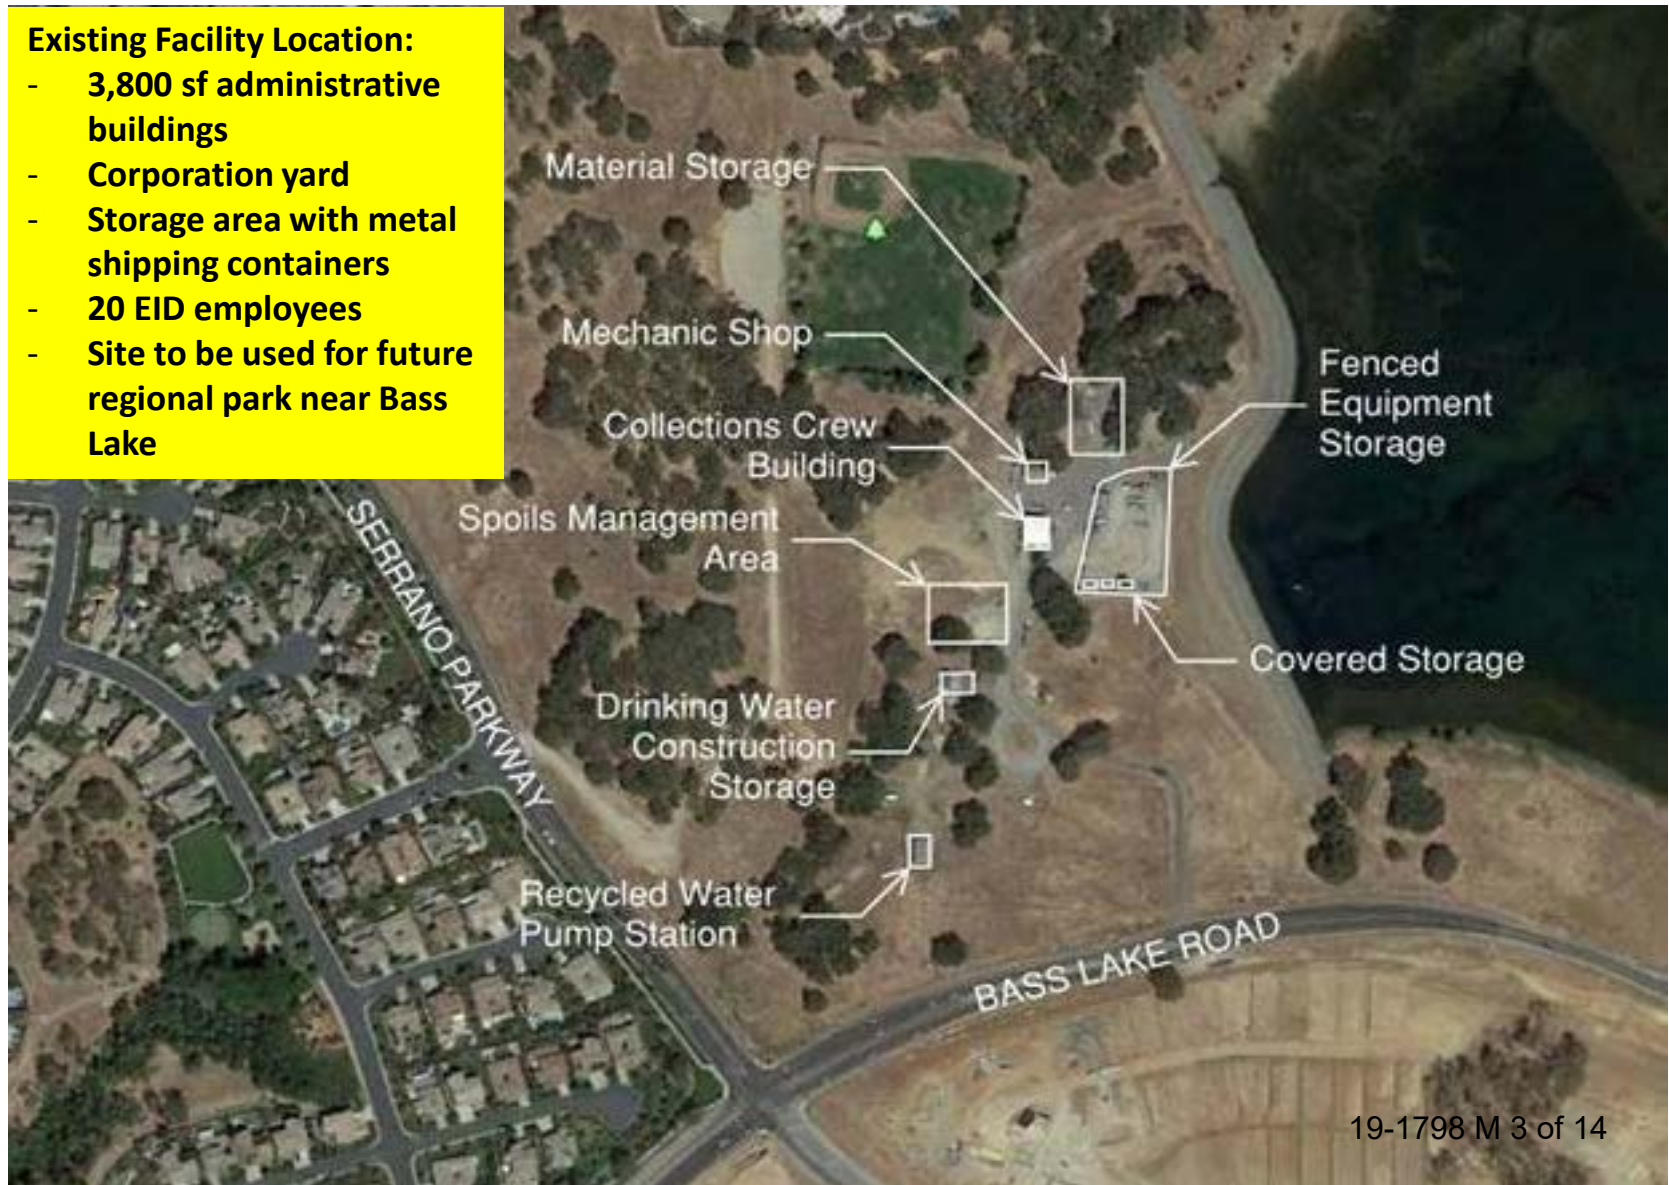 Existing Facility Location:
- 3,800 sf administrative
buildings
- Corporation yard
- Storage area with metal
shipping containers
- 20 EID employees
- Site to be used for future
regional park near Bass
Lake
Material Storage
Mechanic Shop
Fenced
Equipment
Storage
Collections Crew
Building
Spoils Management
Area
SERRANO PARKWAY
Covered Storage
Drinking Water
Construction
Storage
Recycled Water
Pump Station
BASS LAKE ROAD
19-1798 M 3 of 14